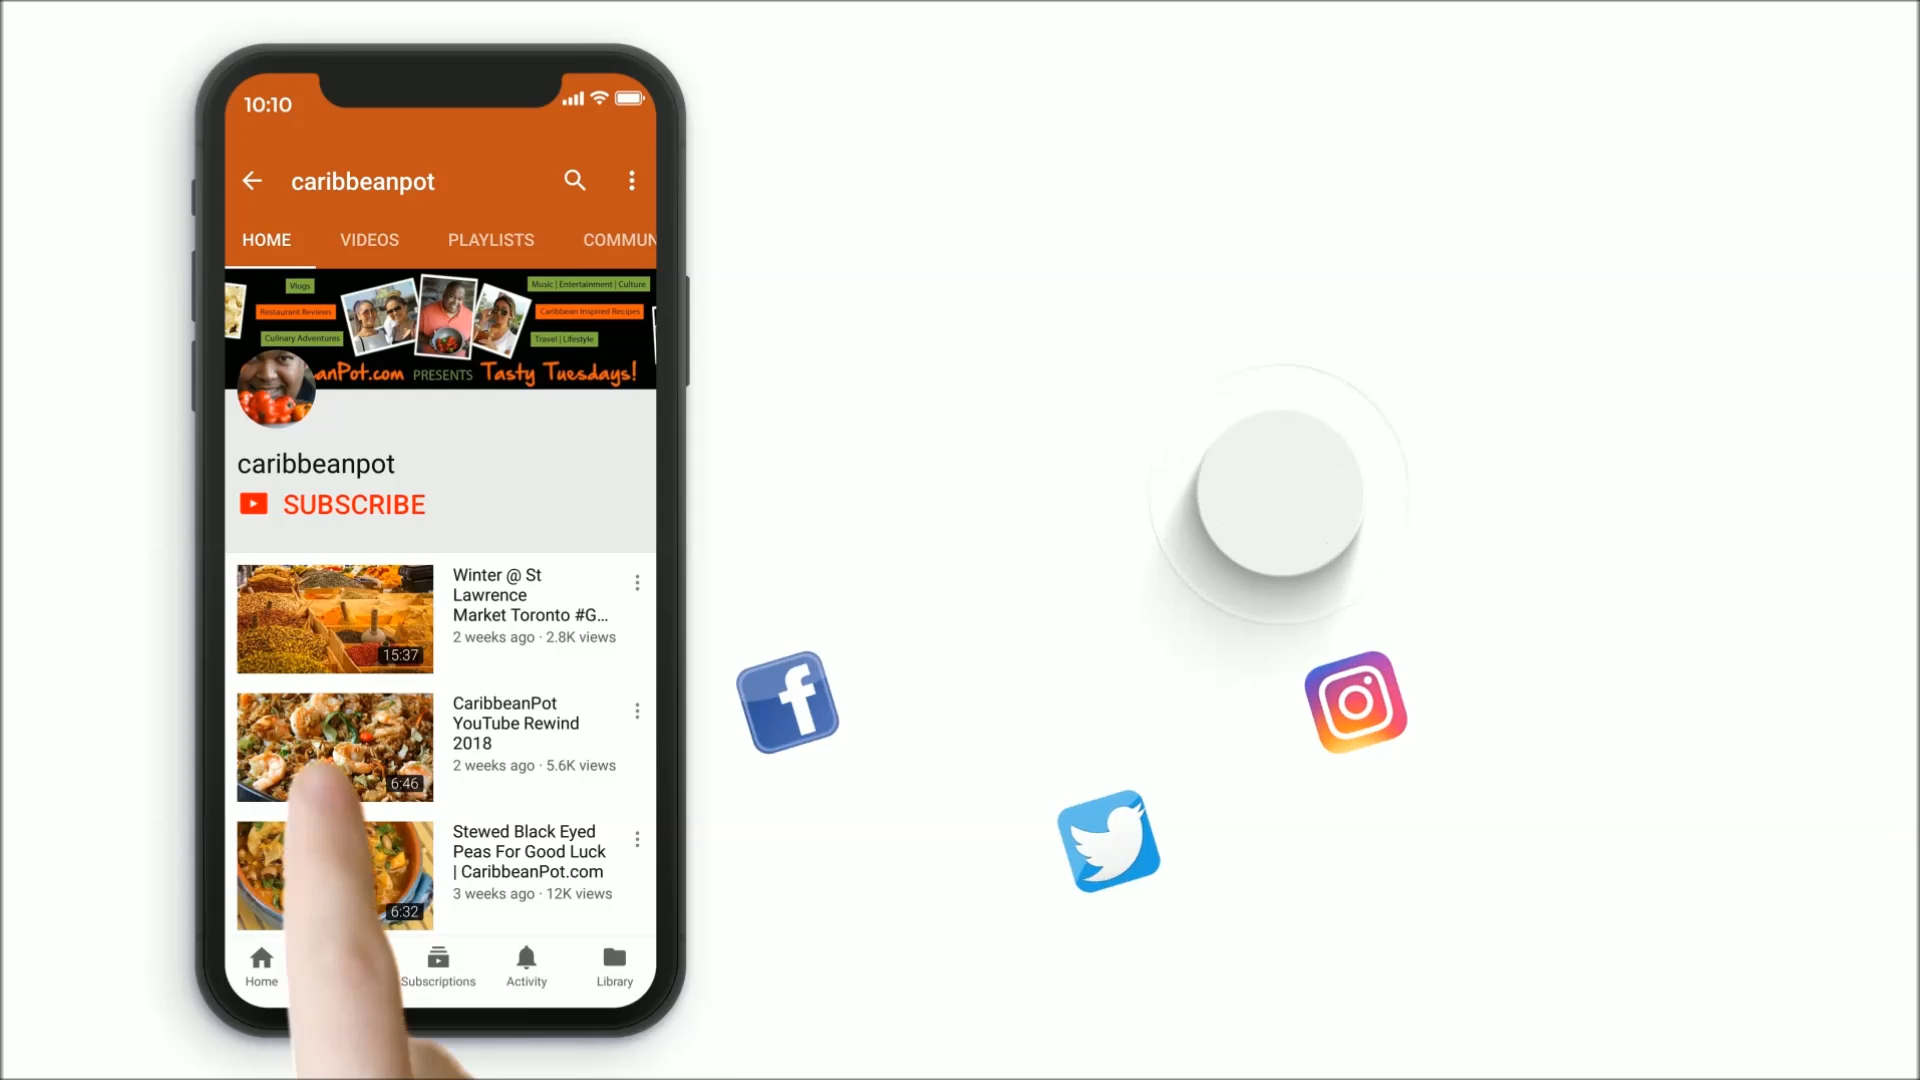 10:10
caribbeanpot
HOME VIDEOS PLAYLISTS COMMUN
Vlogs
Restaurant Reviews
Culinary Adventures
Music | Entertainment | Culture
Caribbean Inspired Recipes
Travel | Lifestyle
anPot.com PRESENTS Tasty Tuesdays!
caribbeanpot
SUBSCRIBE
Winter @ St
Lawrence
Market Toronto #G...
2 weeks ago · 2.8K views
15:37
CaribbeanPot
YouTube Rewind
2018
2 weeks ago · 5.6K views
6:46
Stewed Black Eyed
Peas For Good Luck
| CaribbeanPot.com
3 weeks ago · 12K views
6:32
Home Subscriptions Activity Library
f